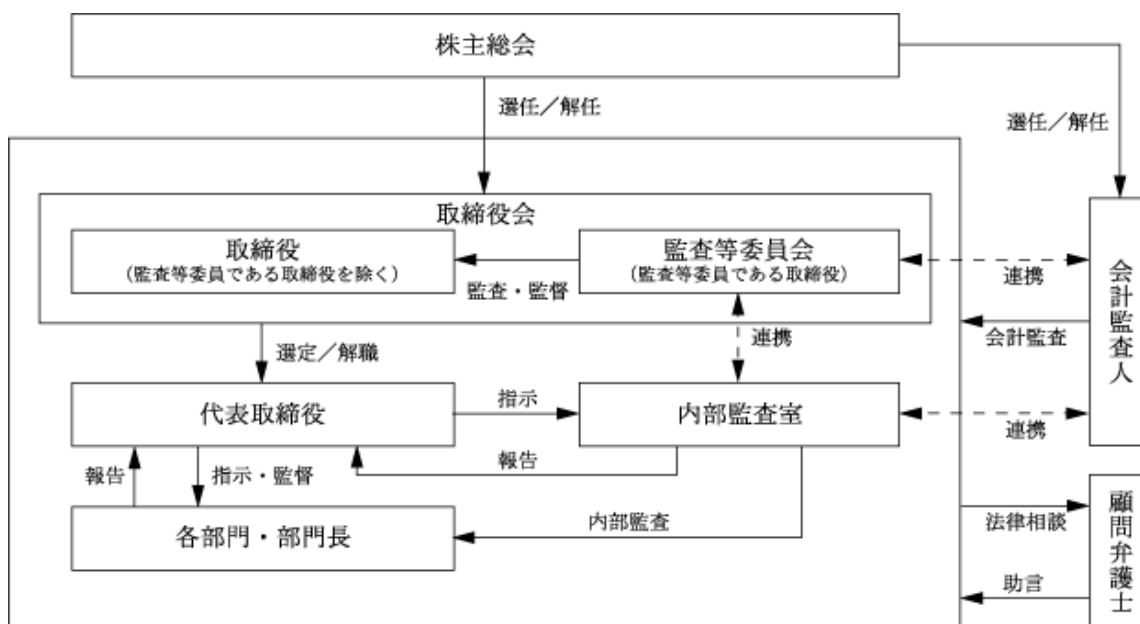 株主総会
選任／解任
選任／解任
取締役会
取締役
（監査等委員である取締役を除く）
監査・監督
監査等委員会
（監査等委員である取締役）
連携
会計監査人
会計監査
選定／解職
連携
代表取締役
指示
内部監査室
連携
報告
指示・監督
報告
各部門・部門長
内部監査
法律相談
顧問弁護士
助言